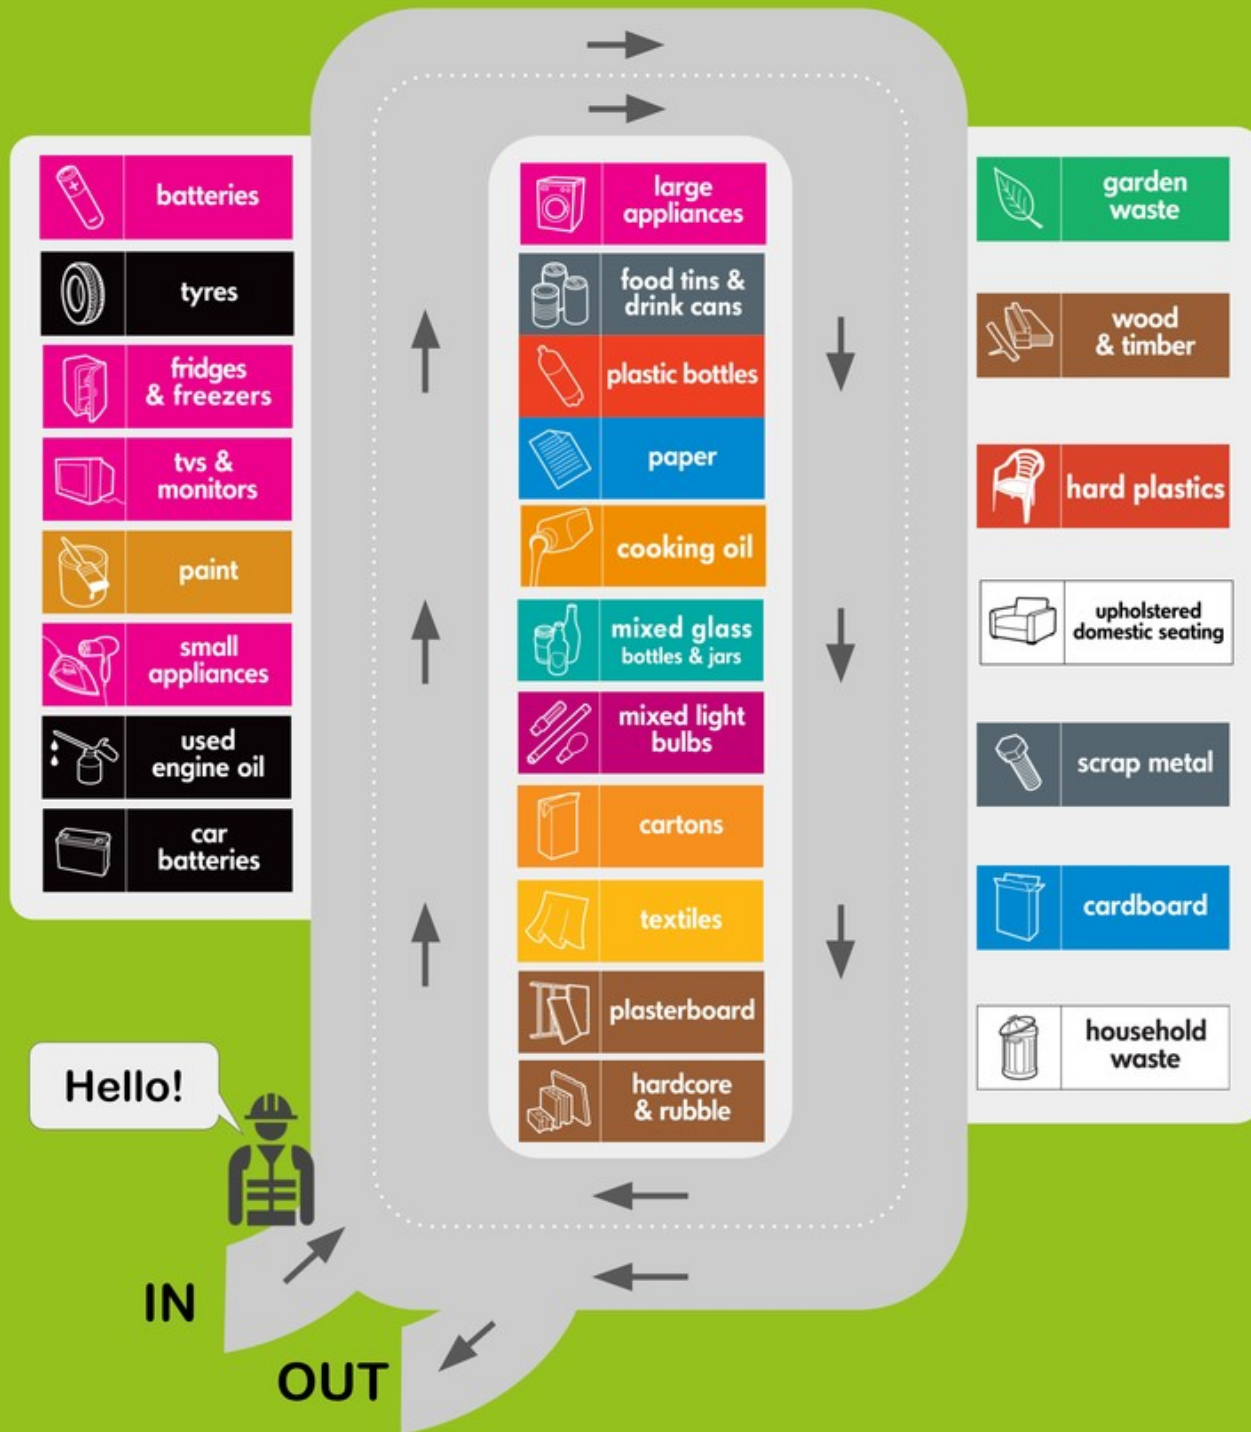 batteries
tyres
fridges
& freezers
tvs &
monitors
paint
small
appliances
used
engine oil
car
batteries
large
appliances
food tins &
drink cans
plastic bottles
paper
cooking oil
mixed glass
bottles & jars
mixed light
bulbs
cartons
textiles
plasterboard
hardcore
& rubble
garden
waste
wood
& timber
hard plastics
upholstered
domestic seating
scrap metal
cardboard
household
waste
Hello!
IN
OUT